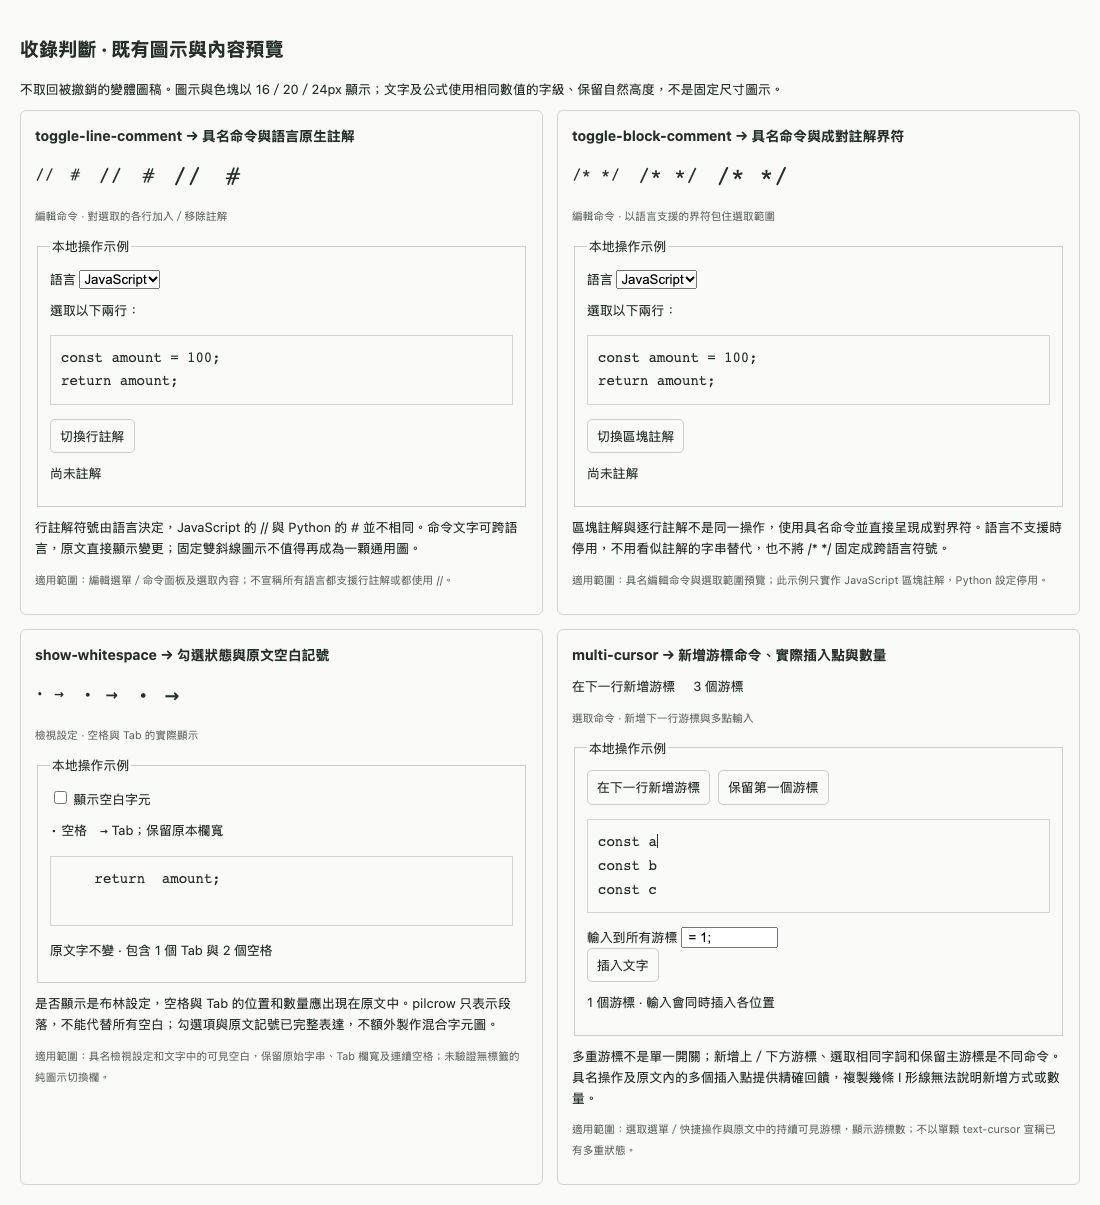 收錄判斷 · 既有圖示與內容預覽
不取回被撤銷的變體圖稿。圖示與色塊以 16 / 20 / 24px 顯示；文字及公式使用相同數值的字級、保留自然高度，不是固定尺寸圖示。
toggle-line-comment → 具名命令與語言原生註解
// # // # // #
編輯命令 · 對選取的各行加入 / 移除註解
本地操作示例
語言 JavaScript
選取以下兩行：
const amount = 100;
return amount;
切換行註解
尚未註解
行註解符號由語言決定，JavaScript 的 // 與 Python 的 # 並不相同。命令文字可跨語
言，原文直接顯示變更；固定雙斜線圖示不值得再成為一顆通用圖。
適用範圍：編輯選單 / 命令面板及選取內容；不宣稱所有語言都支援行註解或都使用 //。
toggle-block-comment → 具名命令與成對註解界符
/* */ /* */ /* */
編輯命令 · 以語言支援的界符包住選取範圍
本地操作示例
語言 JavaScript
選取以下兩行：
const amount = 100;
return amount;
切換區塊註解
尚未註解
區塊註解與逐行註解不是同一操作，使用具名命令並直接呈現成對界符。語言不支援時
停用，不用看似註解的字串替代，也不將 /* */ 固定成跨語言符號。
適用範圍：具名編輯命令與選取範圍預覽；此示例只實作 JavaScript 區塊註解，Python 設定停用。
show-whitespace → 勾選狀態與原文空白記號
· → · → · →
檢視設定 · 空格與 Tab 的實際顯示
本地操作示例
顯示空白字元
· 空格 → Tab；保留原本欄寬
return  amount;
原文字不變 · 包含 1 個 Tab 與 2 個空格
是否顯示是布林設定，空格與 Tab 的位置和數量應出現在原文中。pilcrow 只表示段
落，不能代替所有空白；勾選項與原文記號已完整表達，不額外製作混合字元圖。
適用範圍：具名檢視設定和文字中的可見空白，保留原始字串、Tab 欄寬及連續空格；未驗證無標籤的
純圖示切換欄。
multi-cursor → 新增游標命令、實際插入點與數量
在下一行新增游標 3 個游標
選取命令 · 新增下一行游標與多點輸入
本地操作示例
在下一行新增游標 保留第一個游標
const a
const b
const c
輸入到所有游標 = 1;
插入文字
1 個游標 · 輸入會同時插入各位置
多重游標不是單一開關；新增上 / 下方游標、選取相同字詞和保留主游標是不同命令。
具名操作及原文內的多個插入點提供精確回饋，複製幾條 I 形線無法說明新增方式或數
量。
適用範圍：選取選單 / 快捷操作與原文中的持續可見游標，顯示游標數；不以單顆 text-cursor 宣稱已
有多重狀態。